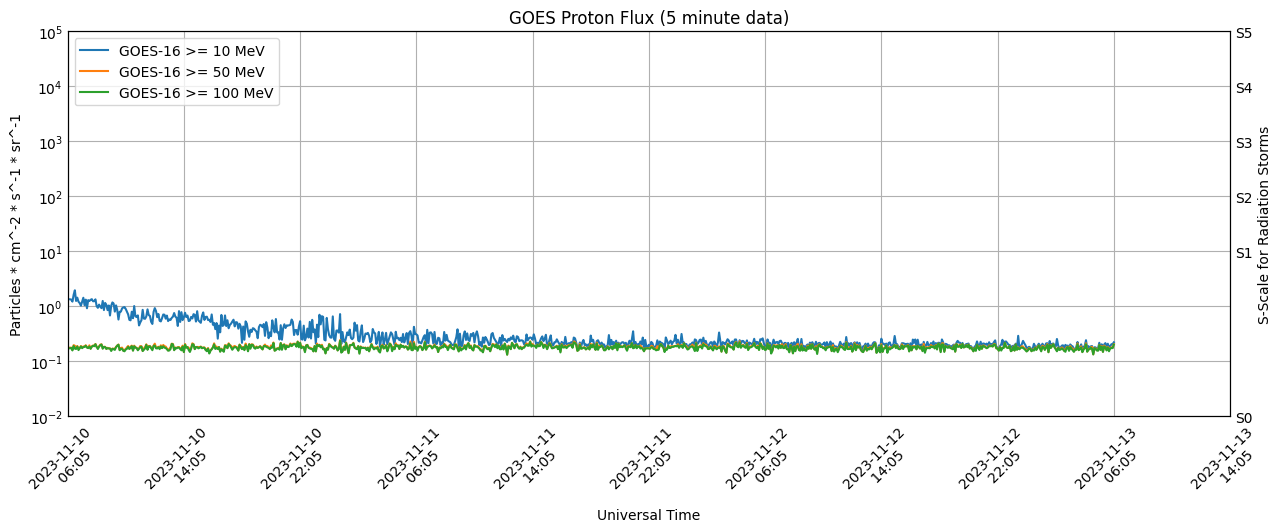 GOES Proton Flux (5 minute data)
GOES-16 >= 10 MeV
GOES-16 >= 50 MeV
GOES-16 >= 100 MeV
Particles * cm^-2 * s^-1 * sr^-1
10^5
10^4
10^3
10^2
10^1
10^0
10^-1
10^-2
S5
S4
S3
S2
S1
S0
S-Scale for Radiation Storms
2023-11-10
06:05
2023-11-10
14:05
2023-11-10
22:05
2023-11-11
06:05
2023-11-11
14:05
2023-11-11
22:05
2023-11-12
06:05
2023-11-12
14:05
2023-11-12
22:05
2023-11-13
06:05
2023-11-13
14:05
Universal Time